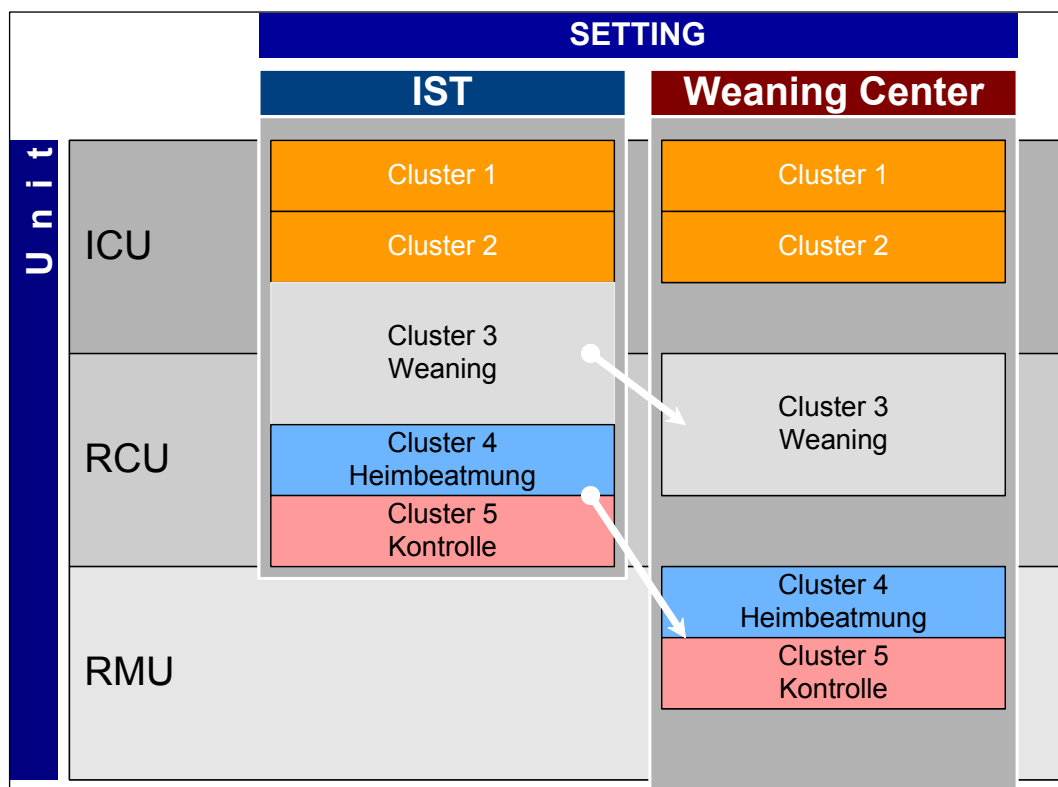 SETTING
IST
Weaning Center
Unit
ICU
Cluster 1
Cluster 2
Cluster 3
Weaning
Cluster 1
Cluster 2
RCU
Cluster 4
Heimbeatmung
Cluster 5
Kontrolle
Cluster 3
Weaning
RMU
Cluster 4
Heimbeatmung
Cluster 5
Kontrolle